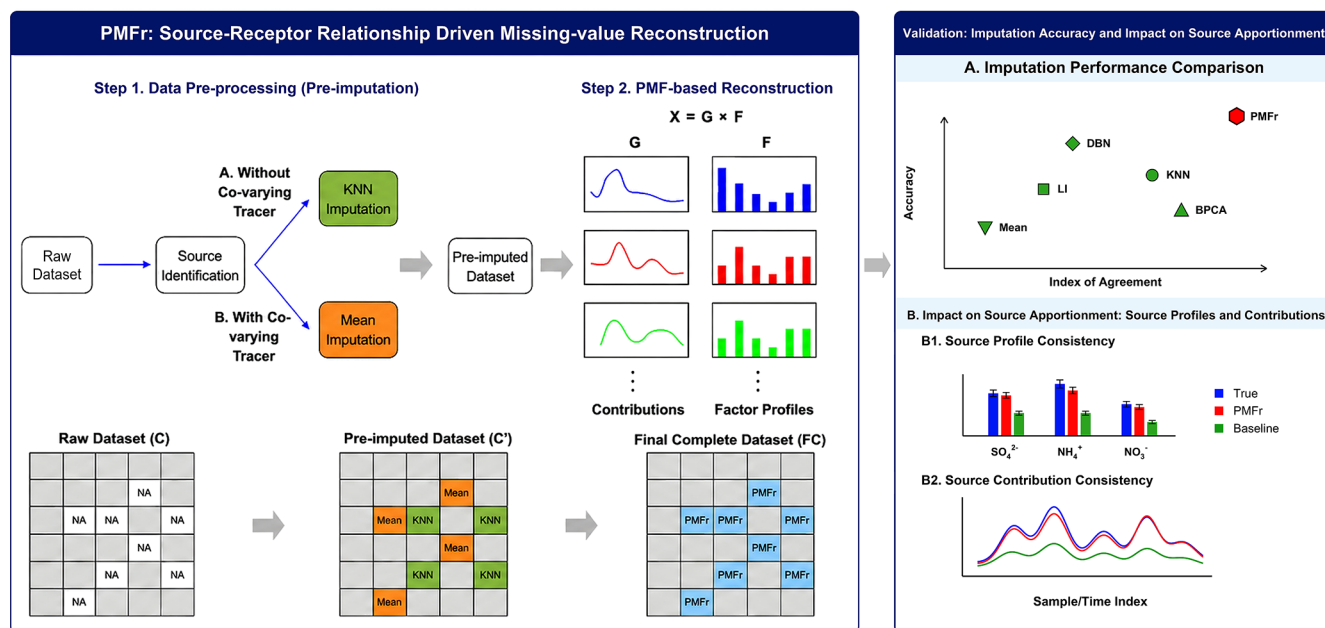 PMFr: Source-Receptor Relationship Driven Missing-value Reconstruction
Step 1. Data Pre-processing (Pre-imputation)
Raw
Dataset
Source
Identification
A. Without
Co-varying
Tracer
KNN
Imputation
B. With Co-
varying
Tracer
Mean
Imputation
Pre-imputed
Dataset
Step 2. PMF-based Reconstruction
X = G × F
G
F
Contributions
Factor Profiles
Raw Dataset (C)
NA
NA
NA
NA
NA
NA
NA
NA
Pre-imputed Dataset (C’)
Mean
Mean
KNN
KNN
Mean
KNN
KNN
Mean
Final Complete Dataset (FC)
PMFr
PMFr
PMFr
PMFr
PMFr
PMFr
PMFr
PMFr
Validation: Imputation Accuracy and Impact on Source Apportionment
A. Imputation Performance Comparison
Accuracy
PMFr
DBN
KNN
LI
BPCA
Mean
Index of Agreement
B. Impact on Source Apportionment: Source Profiles and Contributions
B1. Source Profile Consistency
True
PMFr
Baseline
SO₄²⁻
NH₄⁺
NO₃⁻
B2. Source Contribution Consistency
Sample/Time Index